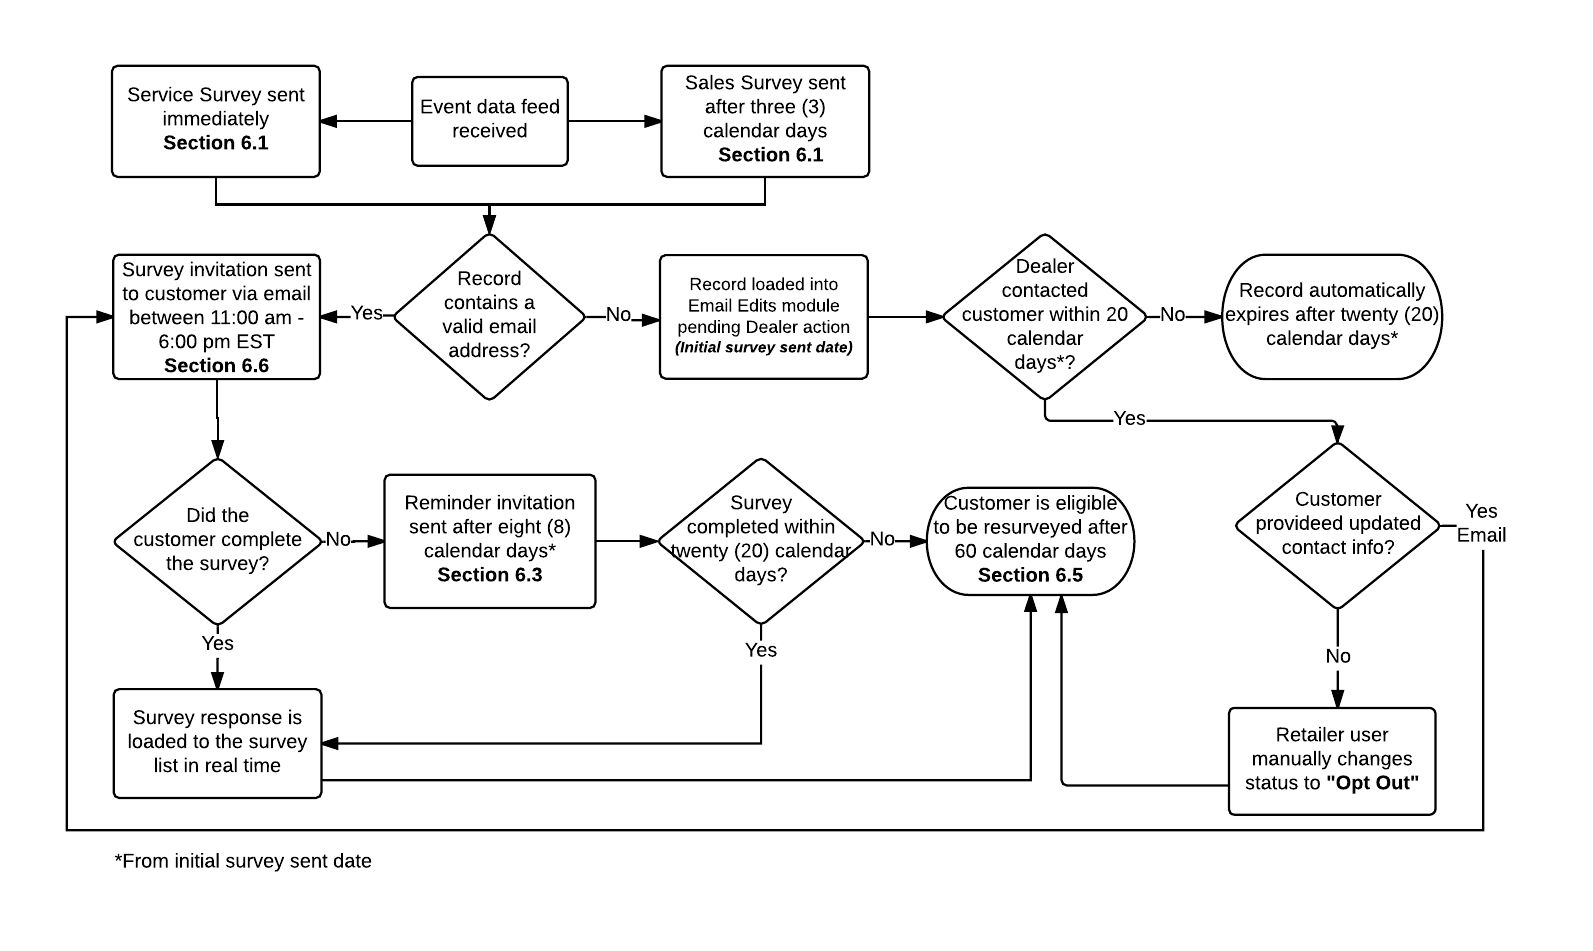 Service Survey sent
immediately
Section 6.1
Event data feed
received
Sales Survey sent
after three (3)
calendar days
Section 6.1
Survey invitation sent
to customer via email
between 11:00 am -
6:00 pm EST
Section 6.6
Yes
Record
contains a
valid email
address?
No
Record loaded into
Email Edits module
pending Dealer action
(Initial survey sent date)
Dealer
contacted
customer within 20
calendar
days*?
No
Record automatically
expires after twenty (20)
calendar days*
Yes
Did the
customer complete
the survey?
No
Reminder invitation
sent after eight (8)
calendar days*
Section 6.3
Survey
completed within
twenty (20) calendar
days?
No
Customer is eligible
to be resurveyed after
60 calendar days
Section 6.5
Customer
provideed updated
contact info?
Yes
Email
Yes
Yes
No
Survey response is
loaded to the survey
list in real time
Retailer user
manually changes
status to "Opt Out"
*From initial survey sent date